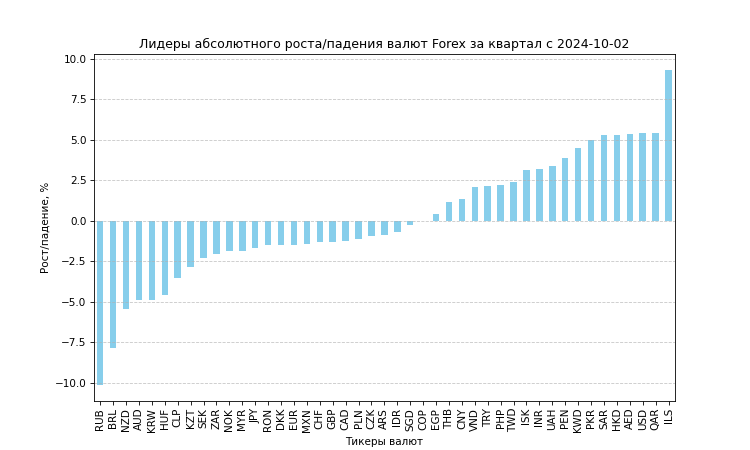 Лидеры абсолютного роста/падения валют Forex за квартал с 2024-10-02
10.0
7.5
5.0
2.5
0.0
−2.5
−5.0
−7.5
−10.0
Рост/падение, %
RUB BRL NZD AUD KRW HUF CLP KZT SEK ZAR NOK MYR JPY RON DKK EUR MXN CHF GBP CAD PLN CZK ARS IDR SGD COP EGP THB CNY VND TRY PHP TWD ISK INR UAH PEN KWD PKR SAR HKD AED USD QAR ILS
Тикеры валют